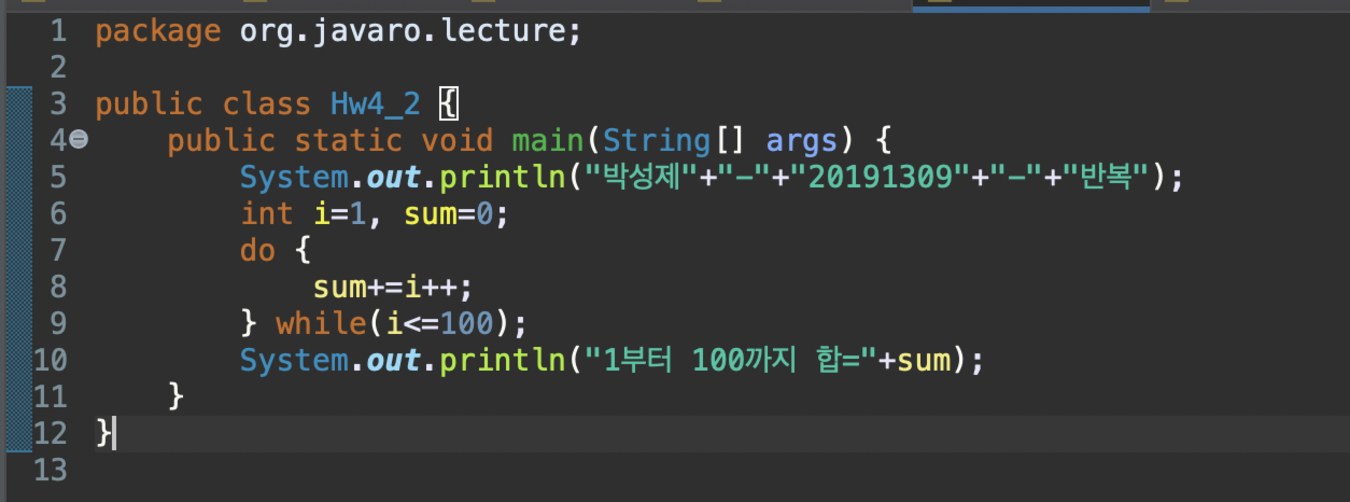 1 package org.javaro.lecture;
2
3 public class Hw4_2 {
4 public static void main(String[] args) {
5 System.out.println("박성제"+"-"+"20191309"+"-"+"반복");
6 int i=1, sum=0;
7 do {
8 sum+=i++;
9 } while(i<=100);
10 System.out.println("1부터 100까지 합="+sum);
11 }
12 }
13